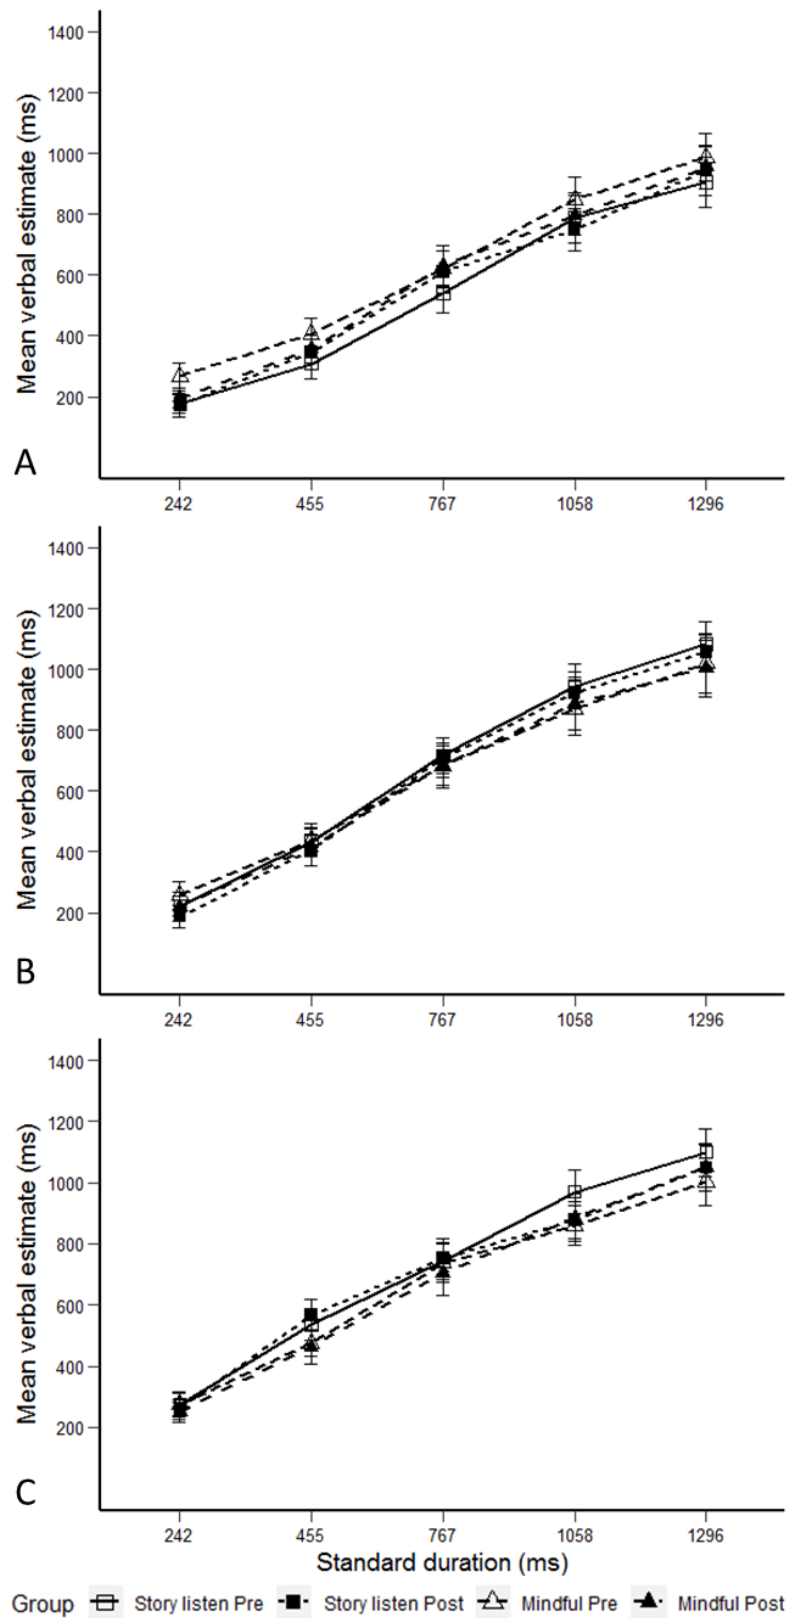 1400
1200
1000
800
600
400
200
Mean verbal estimate (ms)
A
242 455 767 1058 1296
1400
1200
1000
800
600
400
200
Mean verbal estimate (ms)
B
242 455 767 1058 1296
1400
1200
1000
800
600
400
200
Mean verbal estimate (ms)
C
242 455 767 1058 1296
Standard duration (ms)
Group Story listen Pre Story listen Post Mindful Pre Mindful Post